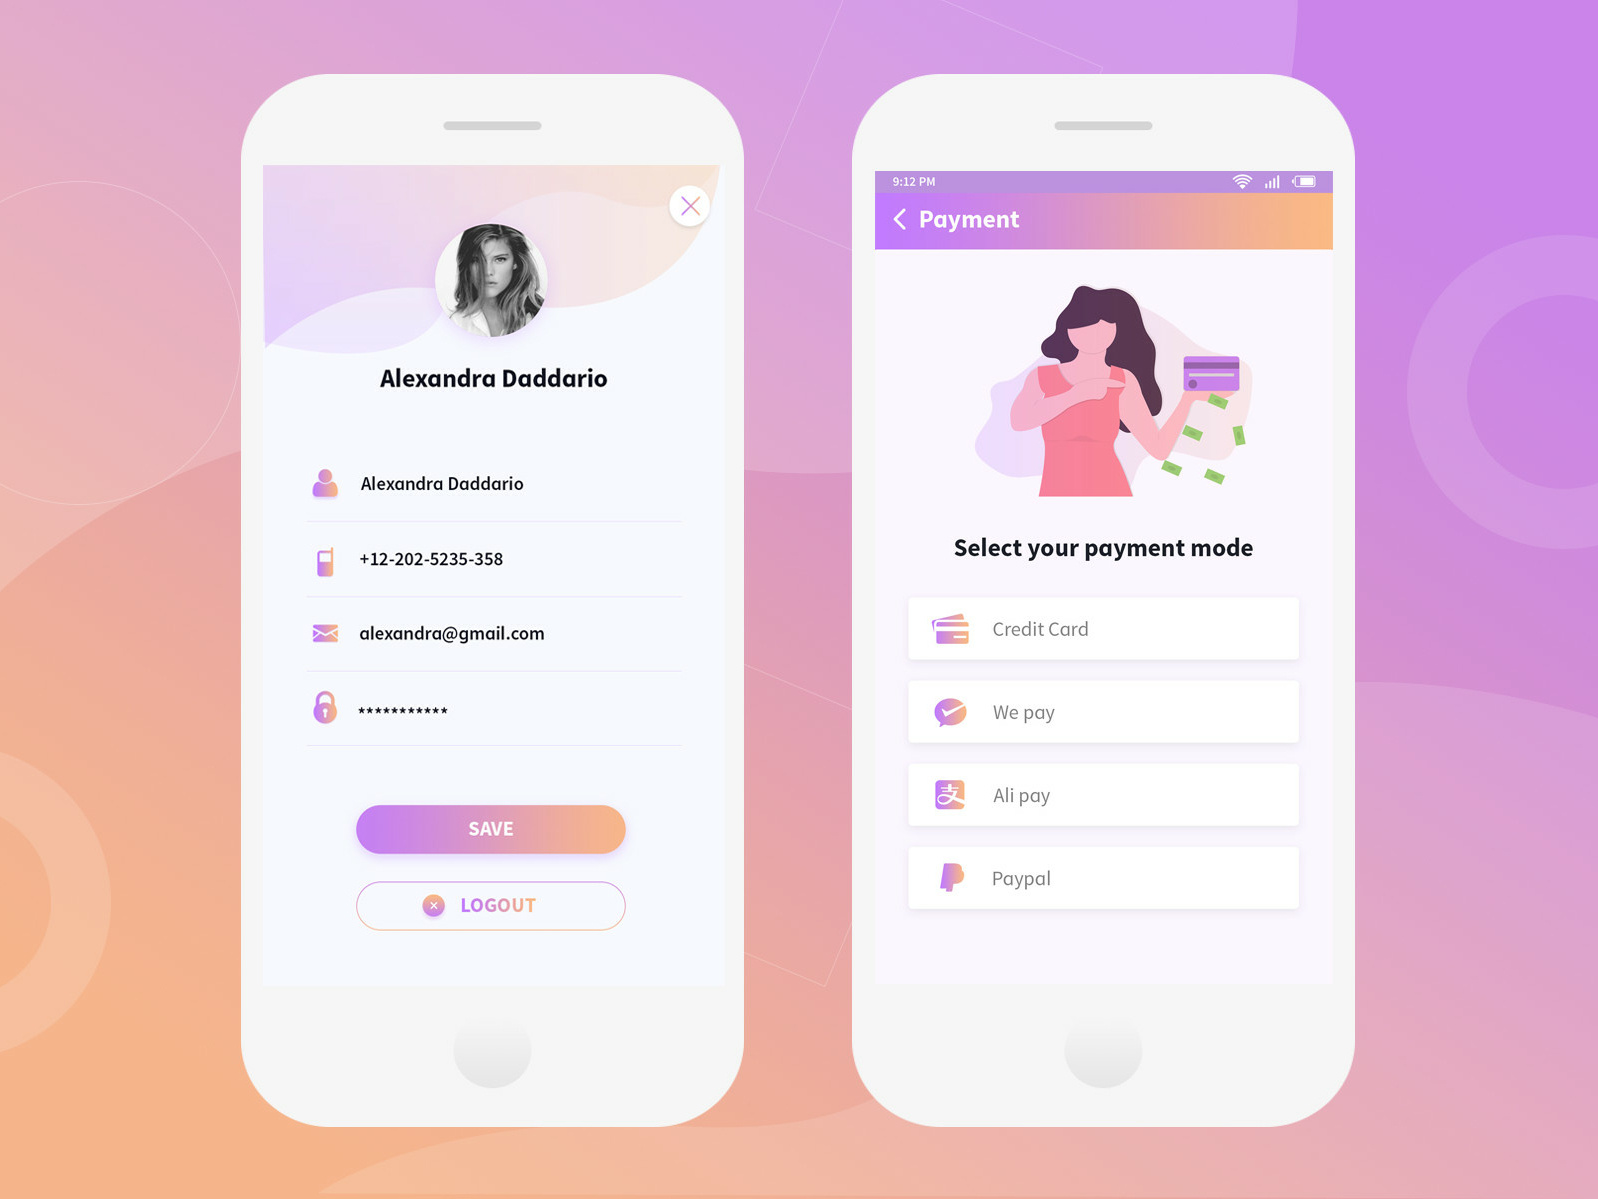 Alexandra Daddario
Alexandra Daddario
+12-202-5235-358
alexandra@gmail.com
***********
SAVE
LOGOUT
9:12 PM
Payment
Select your payment mode
Credit Card
We pay
支 Ali pay
Paypal